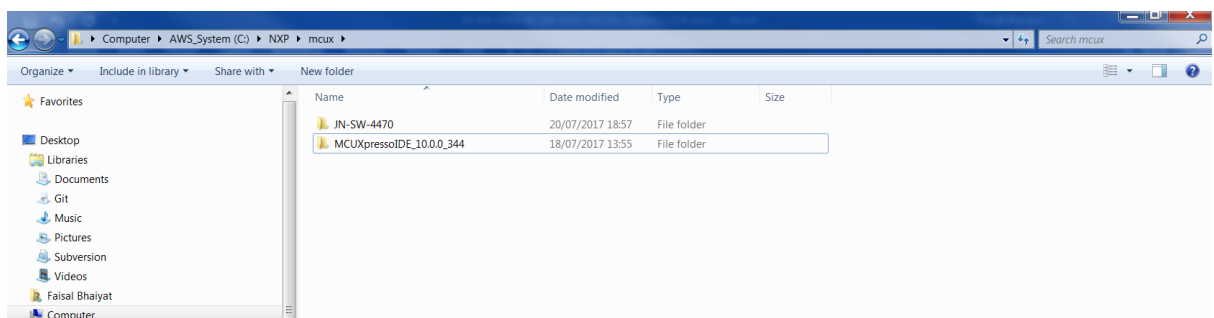 Computer AWS_System (C:) NXP mcux
Search mcux
Organize Include in library Share with New folder
Favorites
Desktop
Libraries
Documents
Git
Music
Pictures
Subversion
Videos
Faisal Bhaiyat
Computer
Name Date modified Type Size
JN-SW-4470 20/07/2017 18:57 File folder
MCUXpressoIDE_10.0.0_344 18/07/2017 13:55 File folder